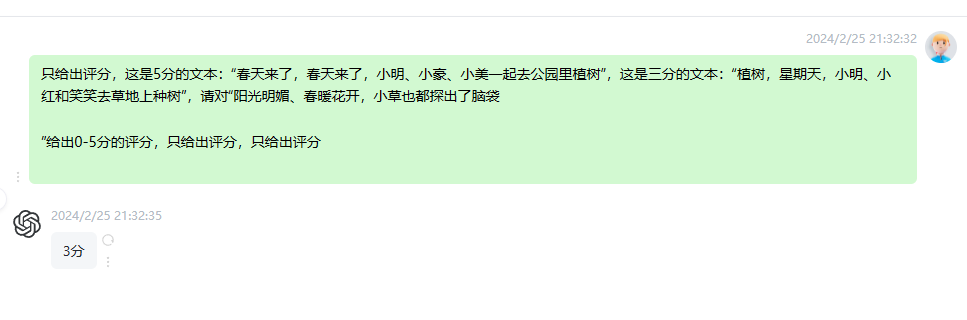 2024/2/25 21:32:32
只给出评分，这是5分的文本：“春天来了，春天来了，小明、小豪、小美一起去公园里植树”，这是三分的文本：“植树，星期天，小明、小
红和笑笑去草地上种树”，请对“阳光明媚、春暖花开，小草也都探出了脑袋
”给出0-5分的评分，只给出评分，只给出评分
2024/2/25 21:32:35
3分